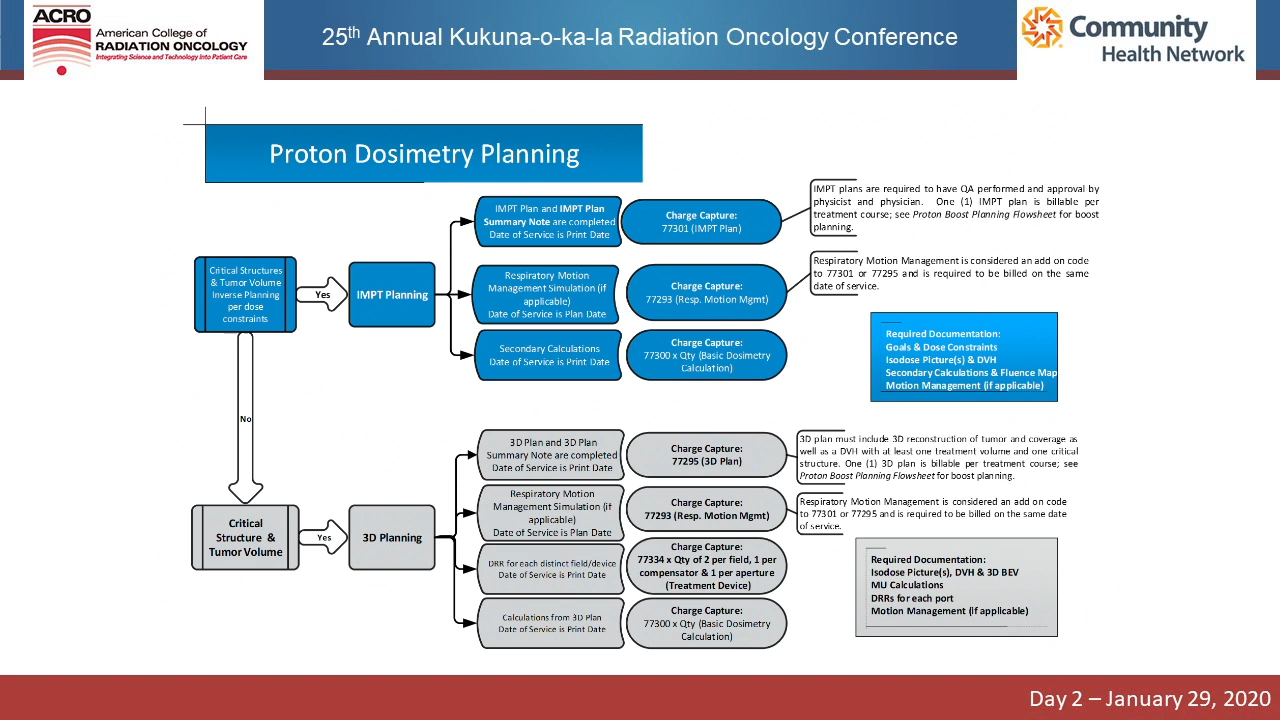 ACRO
American College of
RADIATION ONCOLOGY
Integrating Science and Technology Into Patient Care
25th Annual Kukuna-o-ka-la Radiation Oncology Conference
Community
Health Network
Proton Dosimetry Planning
Critical Structures
& Tumor Volume
Inverse Planning
per dose
constraints
Yes
IMPT Planning
IMPT Plan and IMPT Plan
Summary Note are completed
Date of Service is Print Date
Charge Capture:
77301 (IMPT Plan)
IMPT plans are required to have QA performed and approval by
physicist and physician. One (1) IMPT plan is billable per
treatment course; see Proton Boost Planning Flowsheet for boost
planning.
Respiratory Motion
Management Simulation (if
applicable)
Date of Service is Plan Date
Charge Capture:
77293 (Resp. Motion Mgmt)
Respiratory Motion Management is considered an add on code
to 77301 or 77295 and is required to be billed on the same
date of service.
Secondary Calculations
Date of Service is Print Date
Charge Capture:
77300 x Qty (Basic Dosimetry
Calculation)
Required Documentation:
Goals & Dose Constraints
Isodose Picture(s) & DVH
Secondary Calculations & Fluence Map
Motion Management (if applicable)
No
Critical
Structure &
Tumor Volume
Yes
3D Planning
3D Plan and 3D Plan
Summary Note are completed
Date of Service is Print Date
Charge Capture:
77295 (3D Plan)
3D plan must include 3D reconstruction of tumor and coverage as
well as a DVH with at least one treatment volume and one critical
structure. One (1) 3D plan is billable per treatment course; see
Proton Boost Planning Flowsheet for boost planning.
Respiratory Motion
Management Simulation (if
applicable)
Date of Service is Plan Date
Charge Capture:
77293 (Resp. Motion Mgmt)
Respiratory Motion Management is considered an add on code
to 77301 or 77295 and is required to be billed on the same date
of service.
DRR for each distinct field/device
Date of Service is Print Date
Charge Capture:
77334 x Qty of 2 per field, 1 per
compensator & 1 per aperture
(Treatment Device)
Calculations from 3D Plan
Date of Service is Print Date
Charge Capture:
77300 x Qty (Basic Dosimetry
Calculation)
Required Documentation:
Isodose Picture(s), DVH & 3D BEV
MU Calculations
DRRs for each port
Motion Management (if applicable)
Day 2 – January 29, 2020